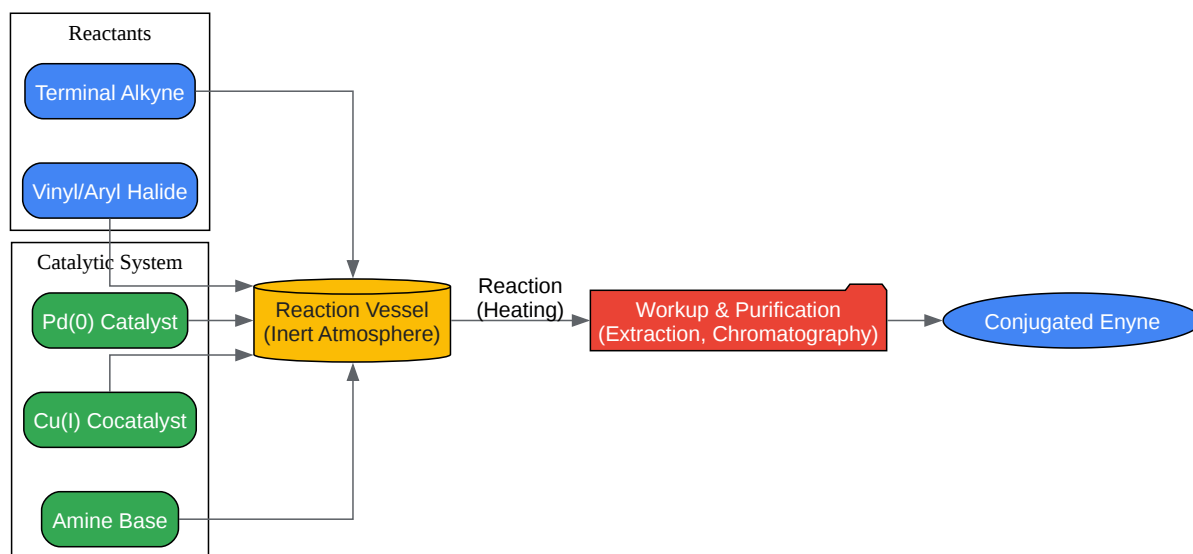 Reactants
Terminal Alkyne
Vinyl/Aryl Halide
Catalytic System
Pd(0) Catalyst
Cu(I) Cocatalyst
Amine Base
Reaction Vessel
(Inert Atmosphere)
Reaction
(Heating)
Workup & Purification
(Extraction, Chromatography)
Conjugated Enyne